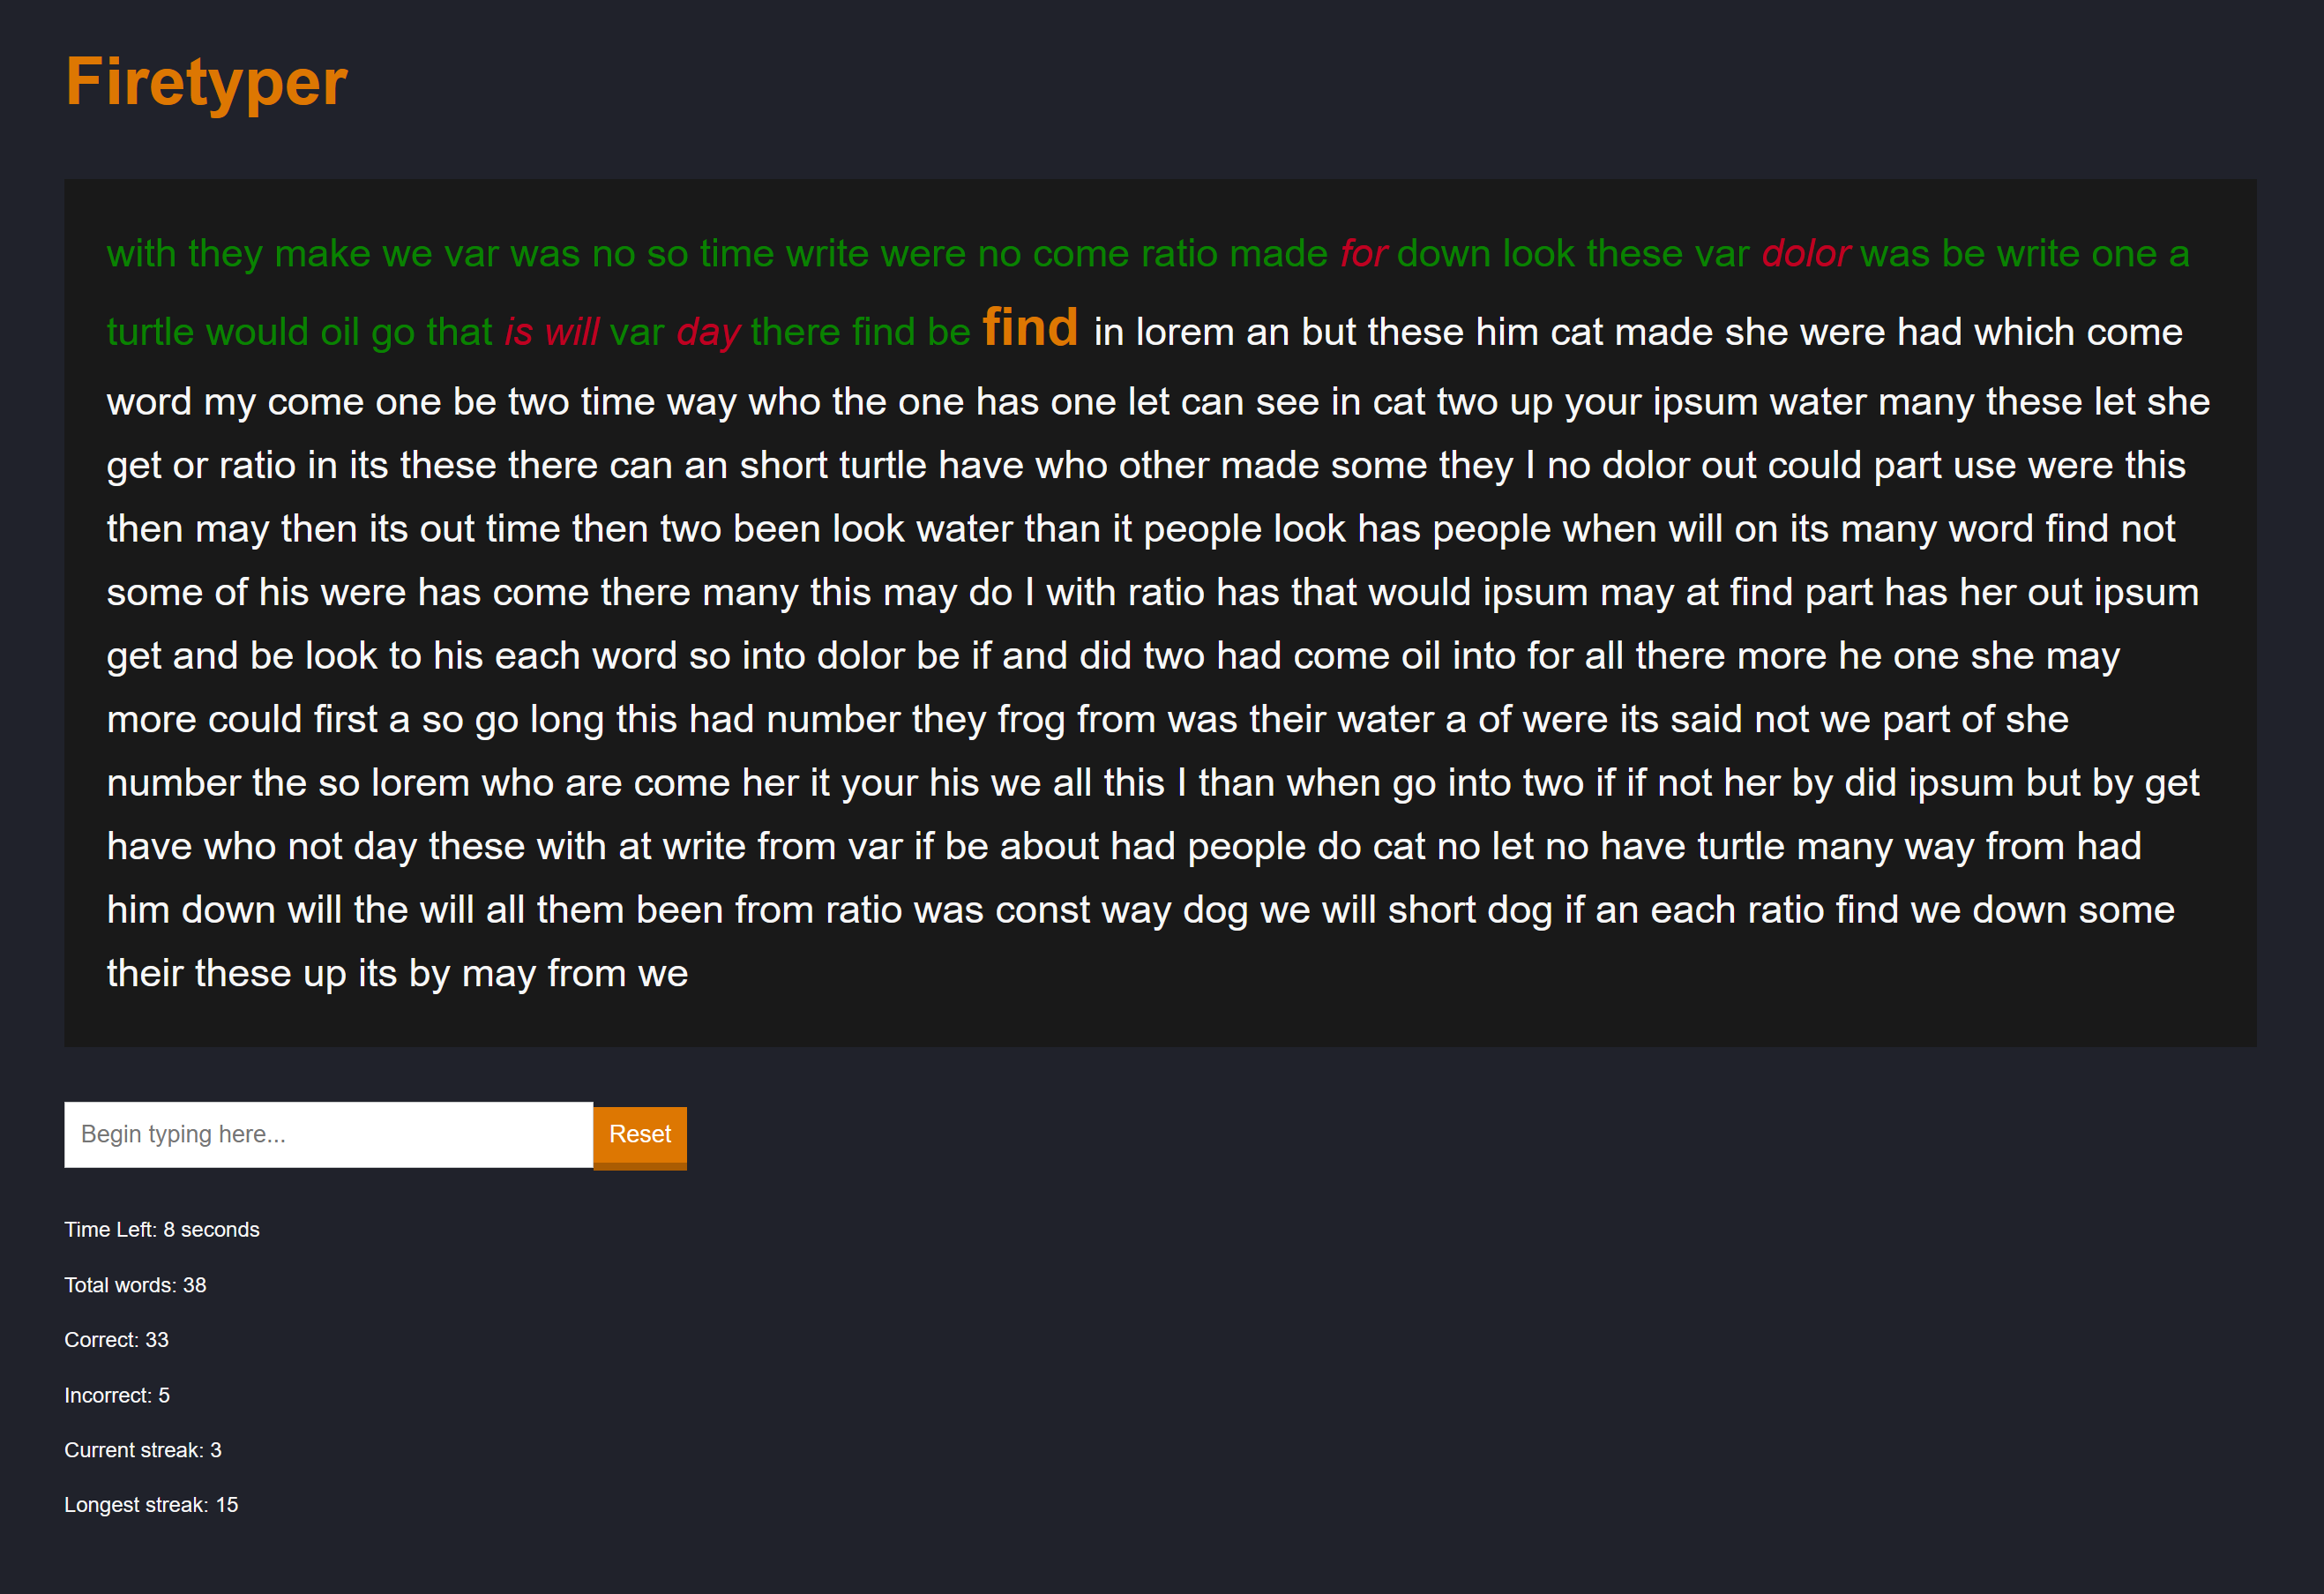 Firetyper
with they make we var was no so time write were no come ratio made for down look these var dolor was be write one a
turtle would oil go that is will var day there find be find in lorem an but these him cat made she were had which come
word my come one be two time way who the one has one let can see in cat two up your ipsum water many these let she
get or ratio in its these there can an short turtle have who other made some they I no dolor out could part use were this
then may then its out time then two been look water than it people look has people when will on its many word find not
some of his were has come there many this may do I with ratio has that would ipsum may at find part has her out ipsum
get and be look to his each word so into dolor be if and did two had come oil into for all there more he one she may
more could first a so go long this had number they frog from was their water a of were its said not we part of she
number the so lorem who are come her it your his we all this I than when go into two if if not her by did ipsum but by get
have who not day these with at write from var if be about had people do cat no let no have turtle many way from had
him down will the will all them been from ratio was const way dog we will short dog if an each ratio find we down some
their these up its by may from we
Begin typing here... Reset
Time Left: 8 seconds
Total words: 38
Correct: 33
Incorrect: 5
Current streak: 3
Longest streak: 15